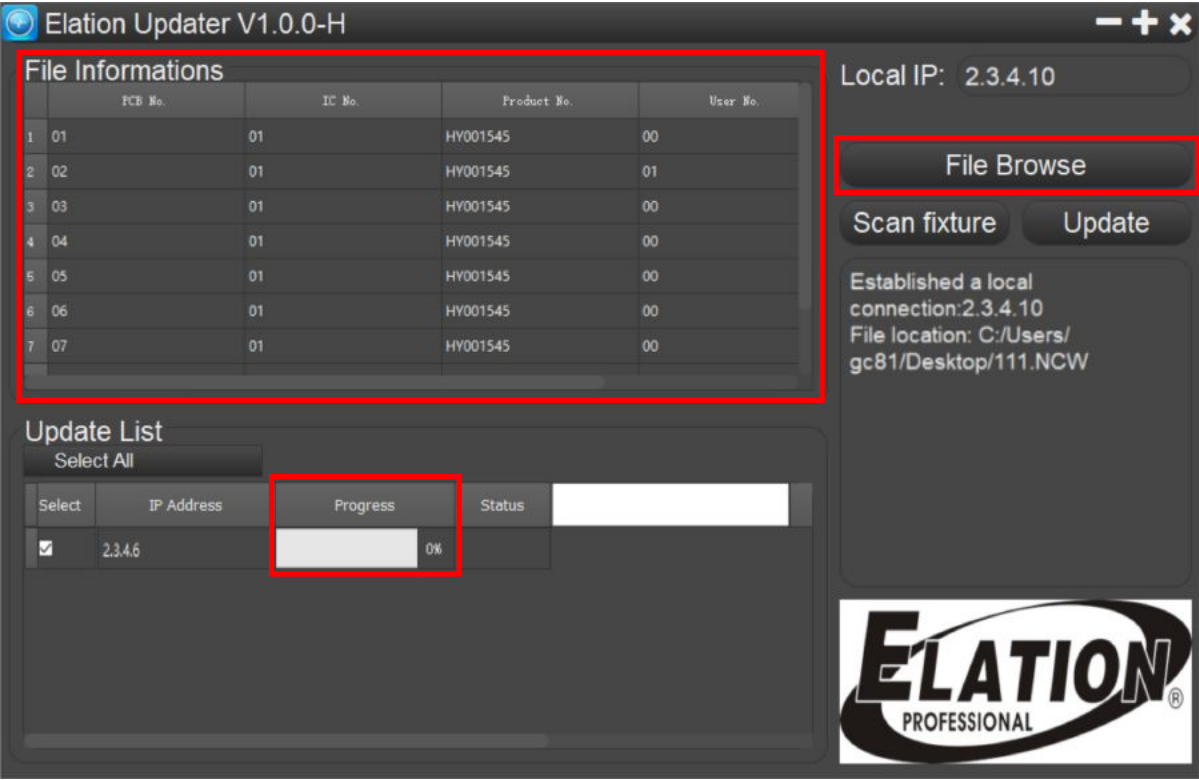 Elation Updater V1.0.0-H
File Informations
PCB No. IC No. Product No. User No.
1 01 01 HY001545 00
2 02 01 HY001545 01
3 03 01 HY001545 00
4 04 01 HY001545 00
5 05 01 HY001545 00
6 06 01 HY001545 00
7 07 01 HY001545 00
Update List
Select All
Select IP Address Progress Status
2.3.4.6 0%
Local IP: 2.3.4.10
File Browse
Scan fixture Update
Established a local
connection:2.3.4.10
File location: C:/Users/
gc81/Desktop/111.NCW
ELATION®
PROFESSIONAL